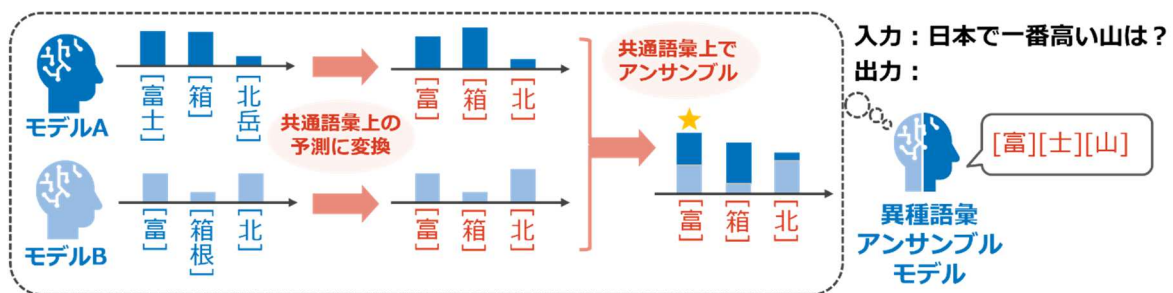 モデルA
[富士]
[箱]
[北岳]
共通語彙上の
予測に変換
[富]
[箱]
[北]
モデルB
[富]
[箱根]
[北]
[富]
[箱]
[北]
共通語彙上で
アンサンブル
[富]
[箱]
[北]
入力：日本で一番高い山は？
出力：
[富][士][山]
異種語彙
アンサンブル
モデル